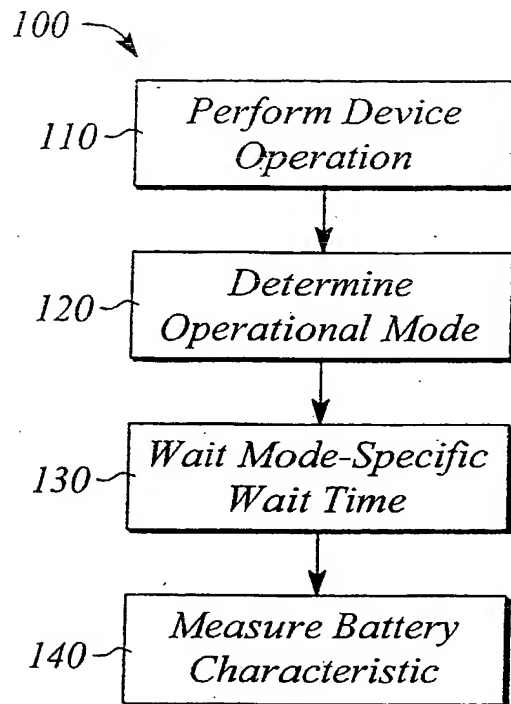 100
110
Perform Device
Operation
120
Determine
Operational Mode
130
Wait Mode-Specific
Wait Time
140
Measure Battery
Characteristic